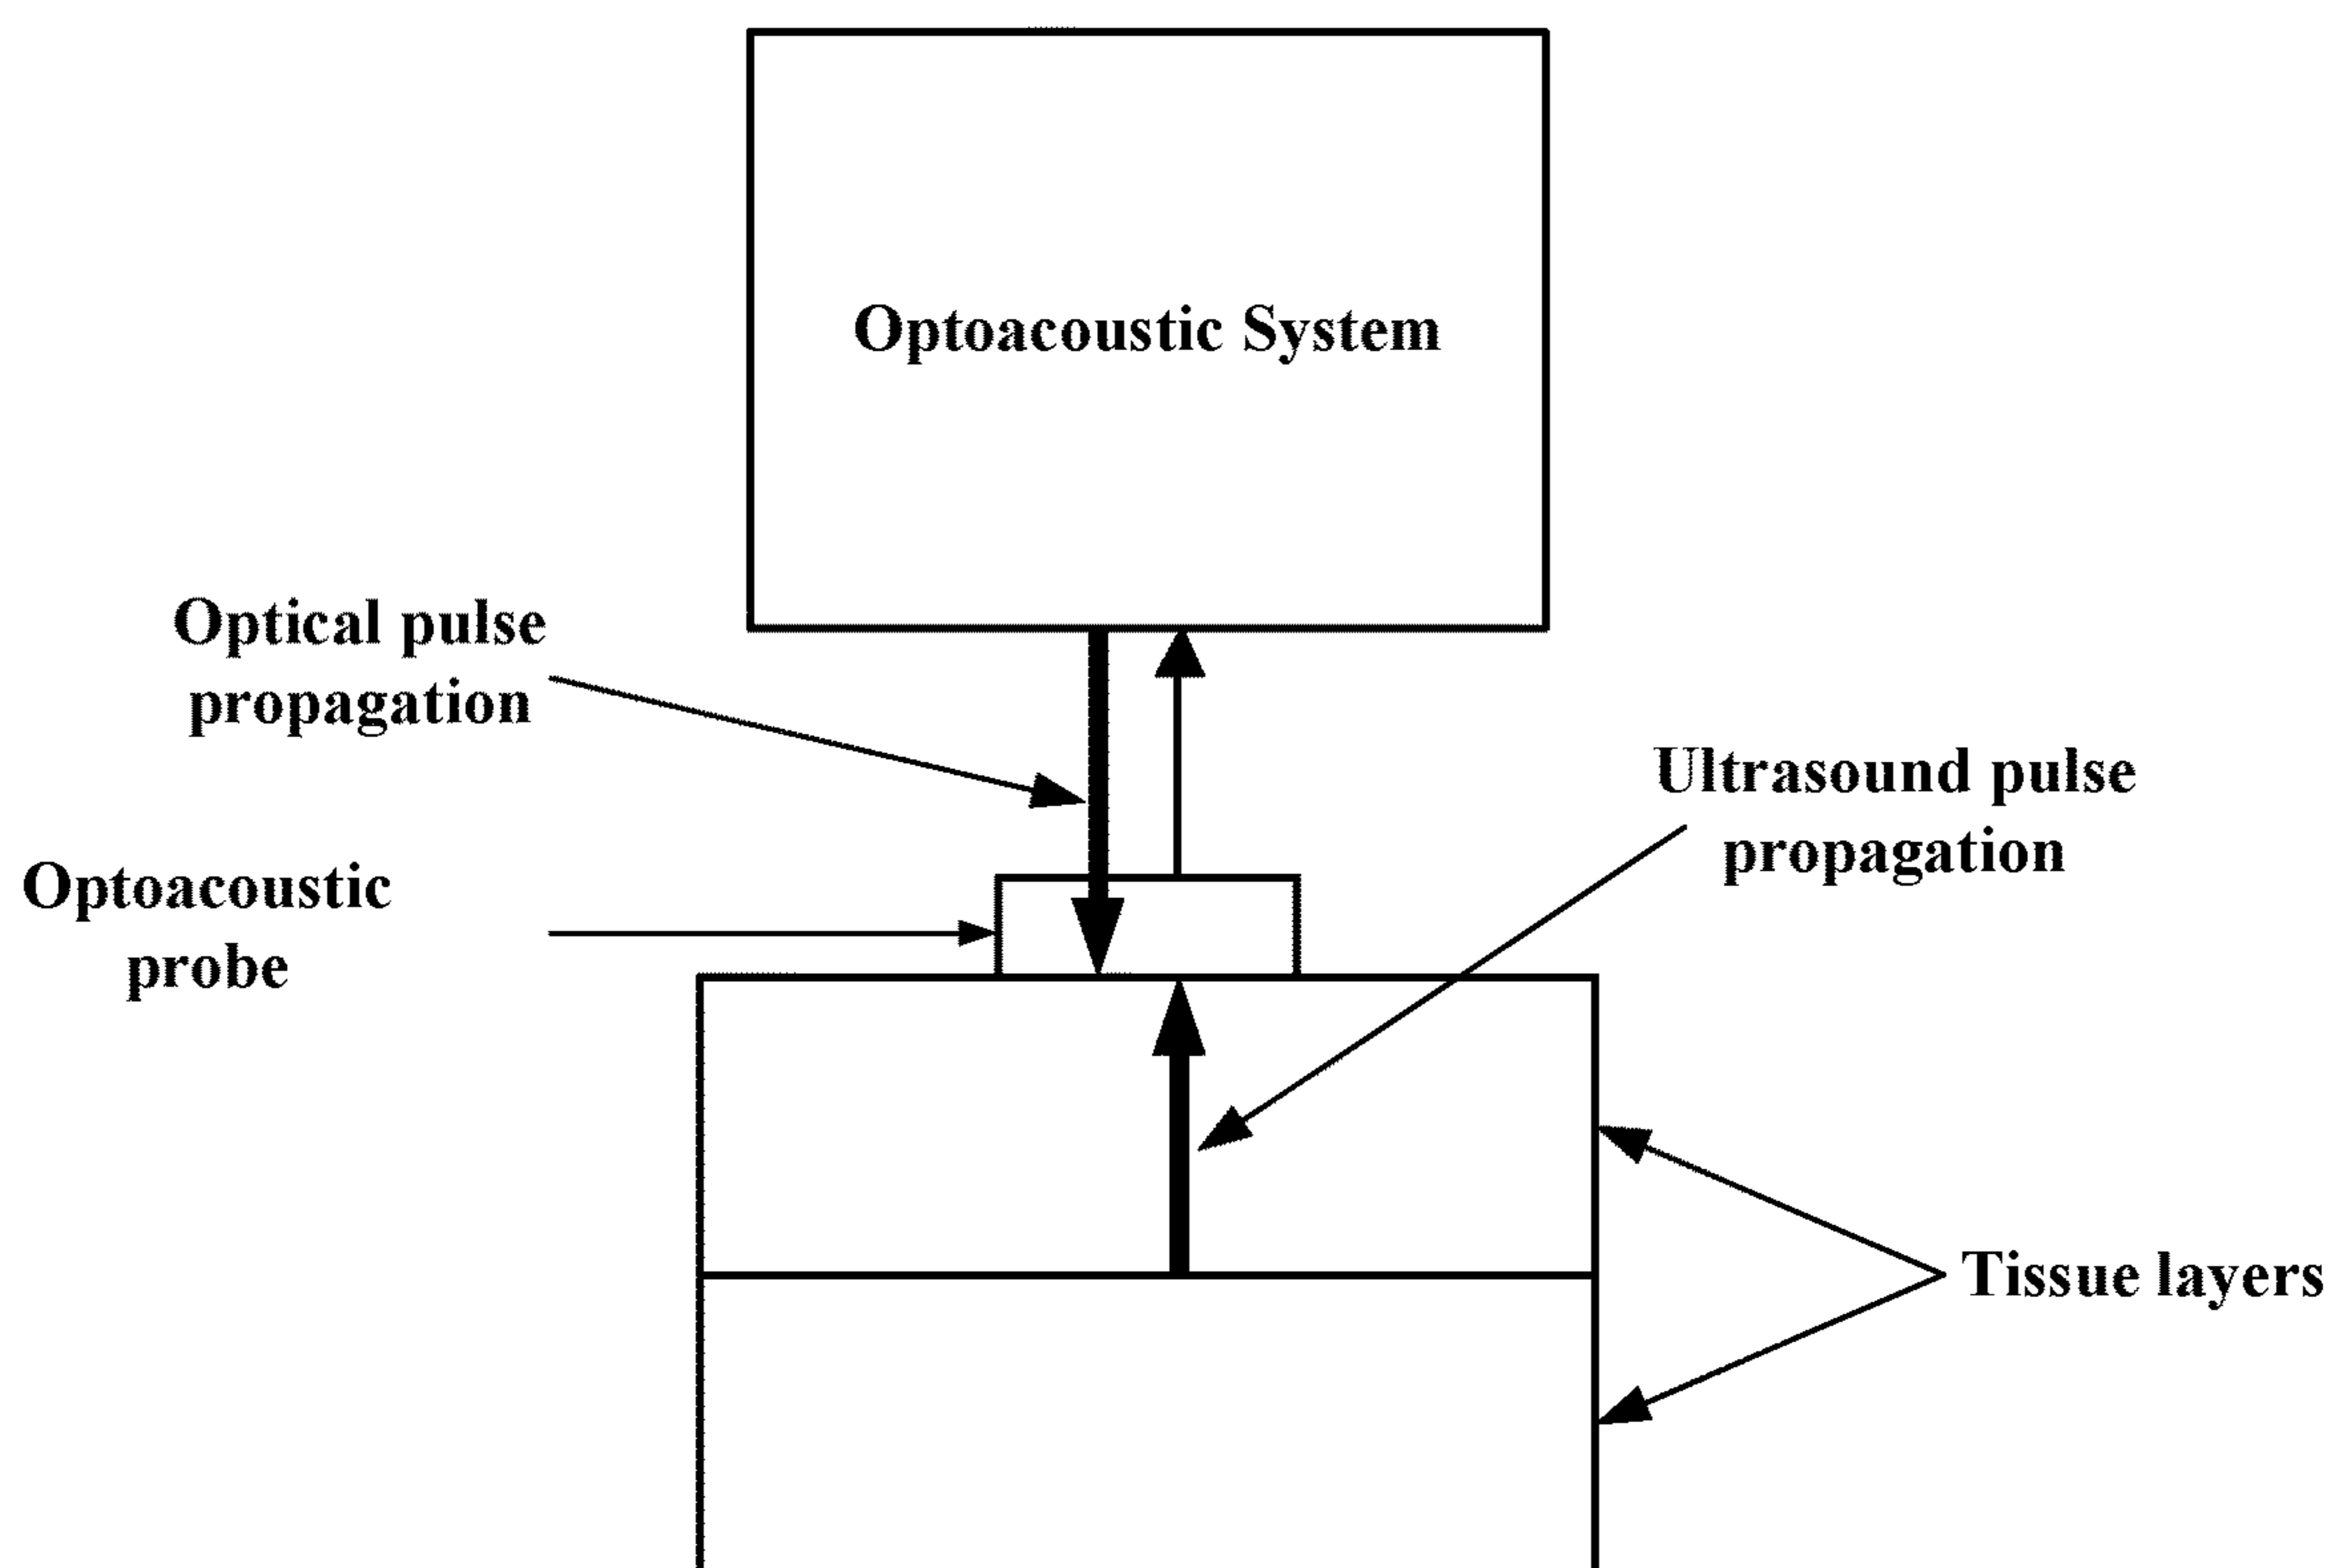 Optoacoustic System
Optical pulse
propagation
Ultrasound pulse
propagation
Optoacoustic
probe
Tissue layers